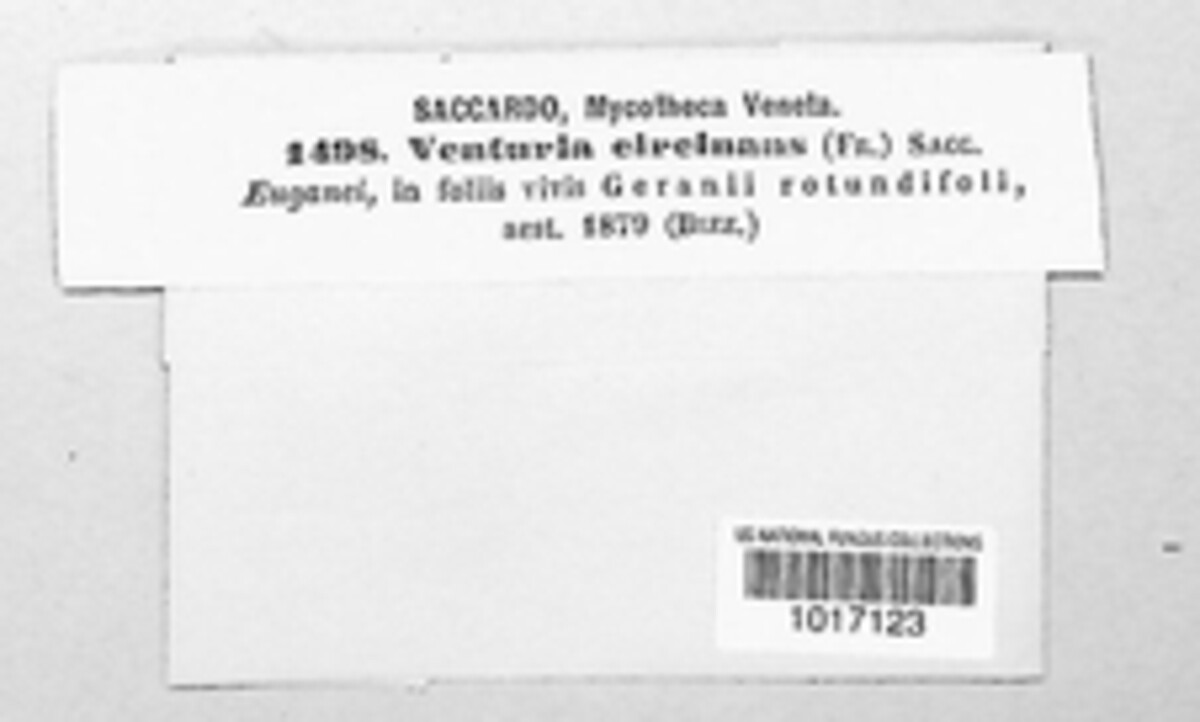 SACCARDO, Mycotheca Veneta.
1498. Venturia circinans (Fr.) Sacc.
Euganei, in foliis vivis Geranii rotundifoli,
aest. 1879 (Bizz.)
US NATIONAL FUNGUS COLLECTIONS
1017123